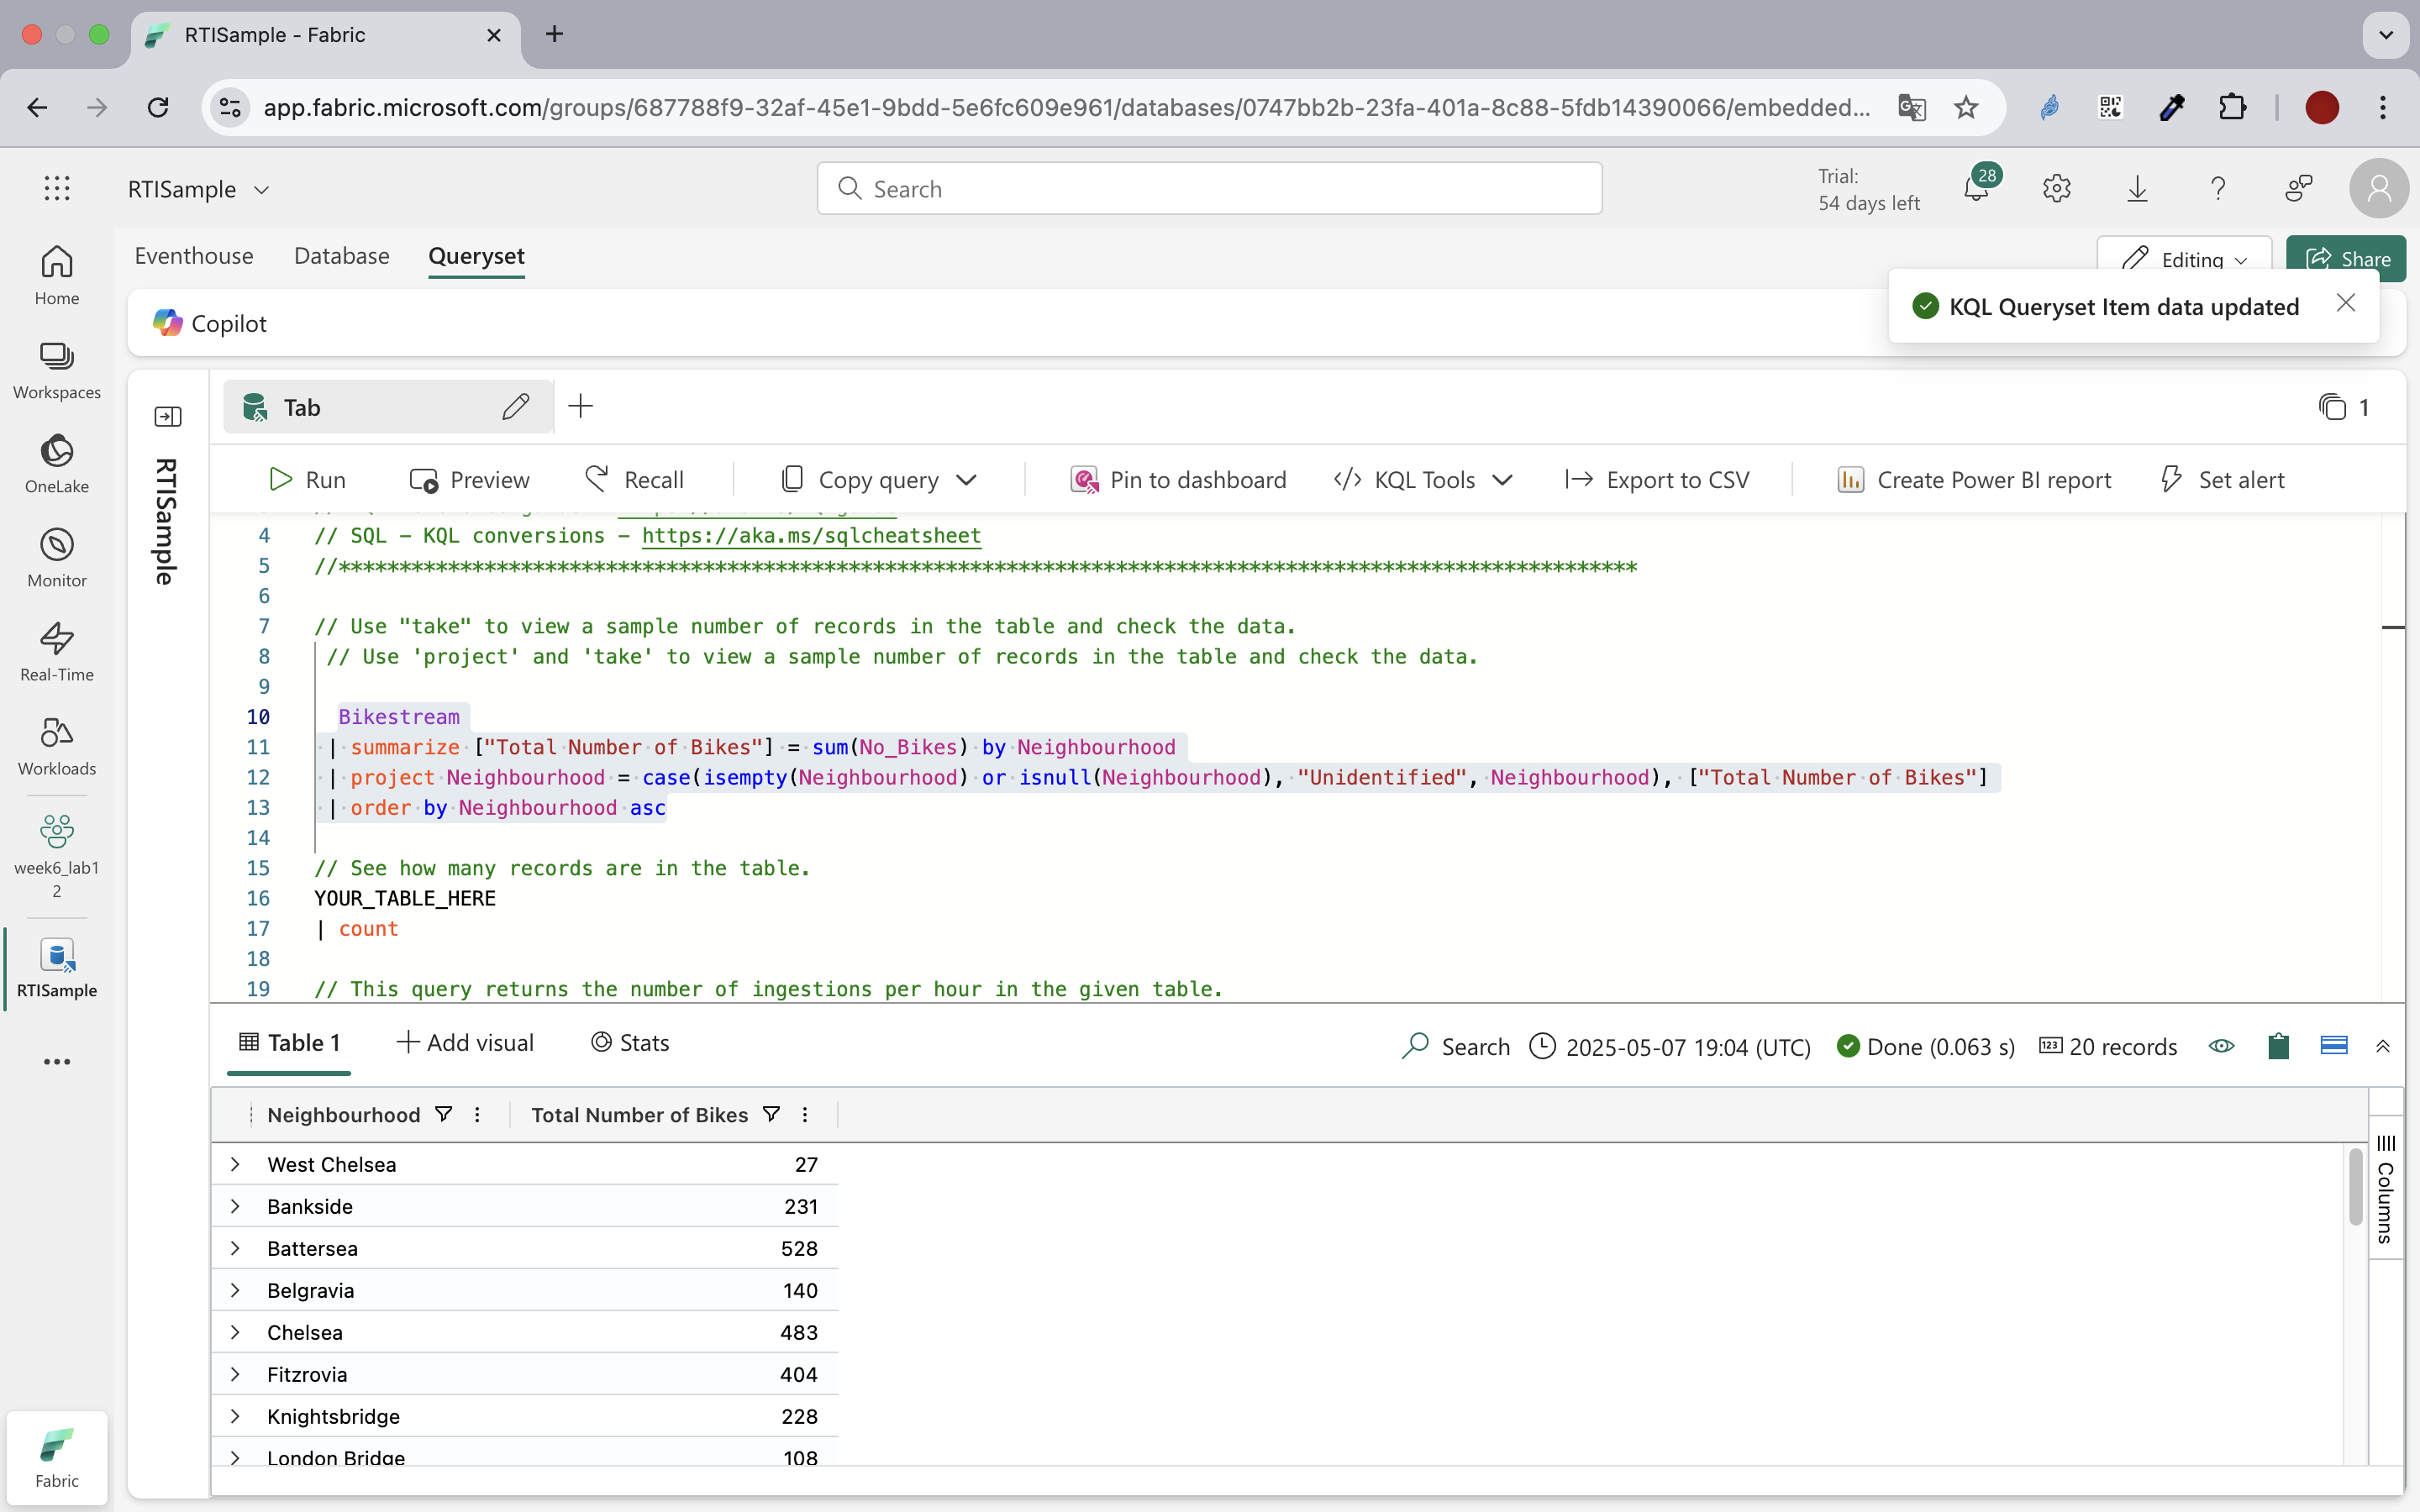 RTISample - Fabric
app.fabric.microsoft.com/groups/687788f9-32af-45e1-9bdd-5e6fc609e961/databases/0747bb2b-23fa-401a-8c88-5fdb14390066/embedded...
RTISample
Search
Trial:
54 days left
28
Home
Workspaces
OneLake
Monitor
Real-Time
Workloads
week6_lab1
2
RTISample
Fabric
Eventhouse Database Queryset
Editing
Share
Copilot
KQL Queryset Item data updated
RTISample
Tab
1
Run Preview Recall Copy query Pin to dashboard KQL Tools Export to CSV Create Power BI report Set alert
4 // SQL - KQL conversions - https://aka.ms/sqlcheatsheet
5 //***********************************************************************************************************
6
7 // Use "take" to view a sample number of records in the table and check the data.
8 // Use 'project' and 'take' to view a sample number of records in the table and check the data.
9
10 Bikestream
11 | summarize ["Total Number of Bikes"] = sum(No_Bikes) by Neighbourhood
12 | project Neighbourhood = case(isempty(Neighbourhood) or isnull(Neighbourhood), "Unidentified", Neighbourhood), ["Total Number of Bikes"]
13 | order by Neighbourhood asc
14
15 // See how many records are in the table.
16 YOUR_TABLE_HERE
17 | count
18
19 // This query returns the number of ingestions per hour in the given table.
Table 1 Add visual Stats
Search 2025-05-07 19:04 (UTC) Done (0.063 s) 123 20 records
Neighbourhood Total Number of Bikes
West Chelsea 27
Bankside 231
Battersea 528
Belgravia 140
Chelsea 483
Fitzrovia 404
Knightsbridge 228
London Bridge 108
Columns